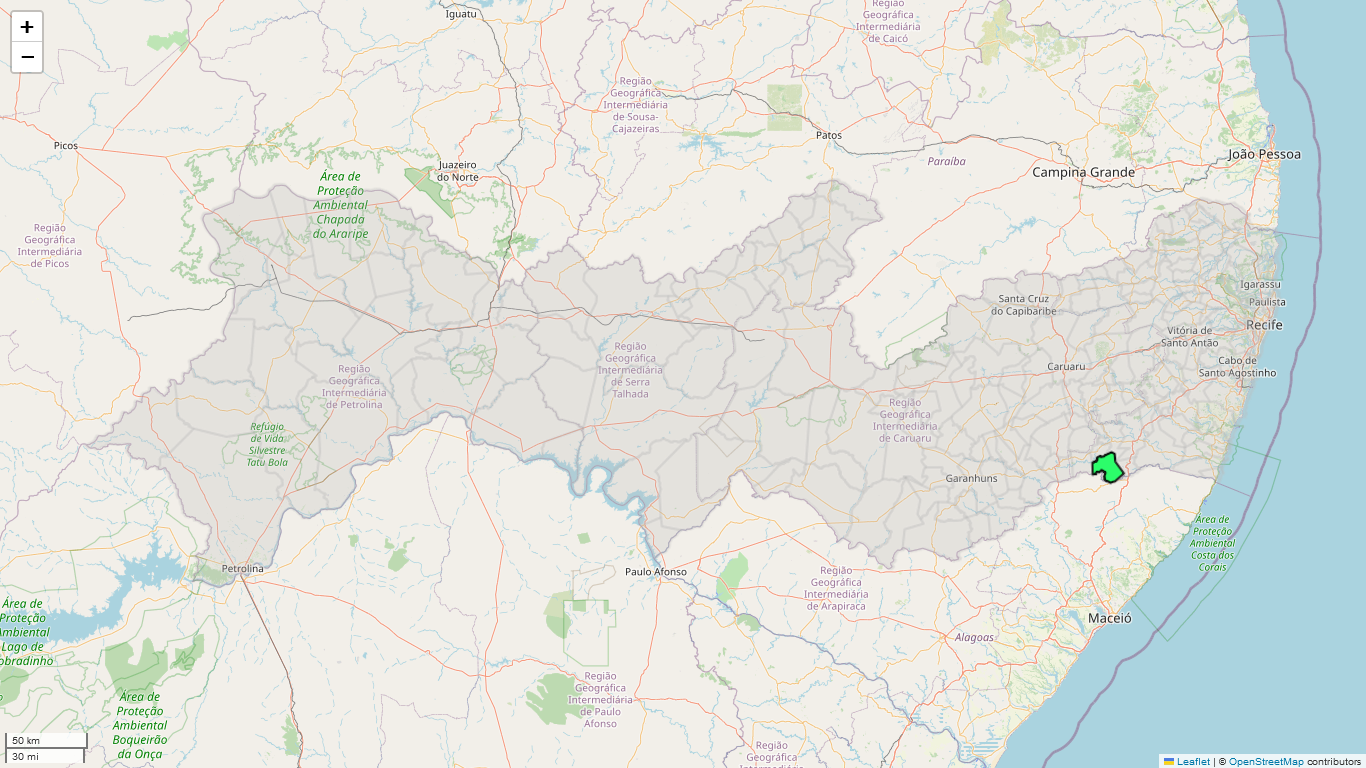 +
−
Iguatu
Região
Geográfica
Intermediária
de Caicó
Região
Geográfica
Intermediária
de Sousa-
Cajazeiras
Picos
Patos
João Pessoa
Juazeiro
do Norte
Paraíba
Campina Grande
Área de
Proteção
Ambiental
Chapada
do Araripe
Região
Geográfica
Intermediária
de Picos
Igarassu
Paulista
Recife
Santa Cruz
do Capibaribe
Vitória de
Santo Antão
Cabo de
Santo Agostinho
Caruaru
Região
Geográfica
Intermediária
de Serra
Talhada
Região
Geográfica
Intermediária
de Petrolina
Região
Geográfica
Intermediária
de Caruaru
Refúgio
de Vida
Silvestre
Tatu Bola
Garanhuns
Área de
Proteção
Ambiental
Costa dos
Corais
Petrolina
Paulo Afonso
Região
Geográfica
Intermediária
de Arapiraca
Área de
Proteção
Ambiental
Lago de
obradinho
Maceió
Alagoas
Região
Geográfica
Intermediária
de Paulo
Afonso
Área de
Proteção
Ambiental
Boqueirão
da Onça
Região
Geográfica
Intermediária
50 km
30 mi
Leaflet | © OpenStreetMap contributors